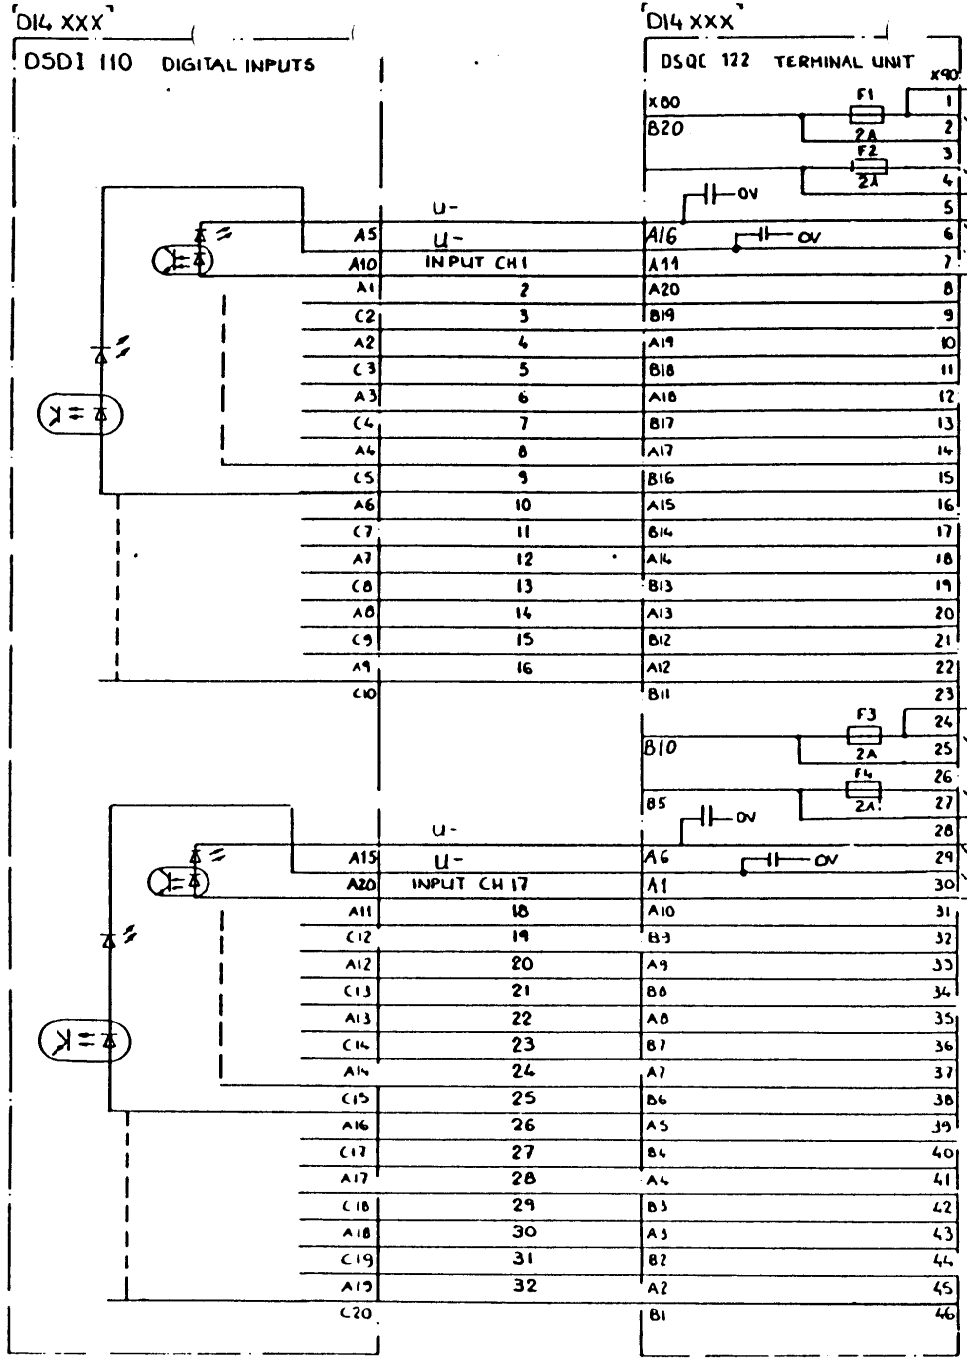 DI4 XXX DI4 XXX
DSDI 110 DIGITAL INPUTS DSQC 122 TERMINAL UNIT X90
F1
X80 1
B20 2A 2
F2 3
2A 4
0V
U- 5
A5 U- A16 0V 6
A10 INPUT CH 1 A11 7
A1 2 A20 8
C2 3 B19 9
A2 4 A19 10
C3 5 B18 11
A3 6 A18 12
C4 7 B17 13
A4 8 A17 14
C5 9 B16 15
A6 10 A15 16
C7 11 B14 17
A7 12 A14 18
C8 13 B13 19
A8 14 A13 20
C9 15 B12 21
A9 16 A12 22
C10 B11 23
F3 24
B10 2A 25
F4 26
B5 2A 27
0V
U- 28
A15 U- A6 0V 29
A20 INPUT CH 17 A1 30
A11 18 A10 31
C12 19 B9 32
A12 20 A9 33
C13 21 B8 34
A13 22 A8 35
C14 23 B7 36
A14 24 A7 37
C15 25 B6 38
A16 26 A5 39
C17 27 B4 40
A17 28 A4 41
C18 29 B3 42
A18 30 A3 43
C19 31 B2 44
A19 32 A2 45
C20 B1 46